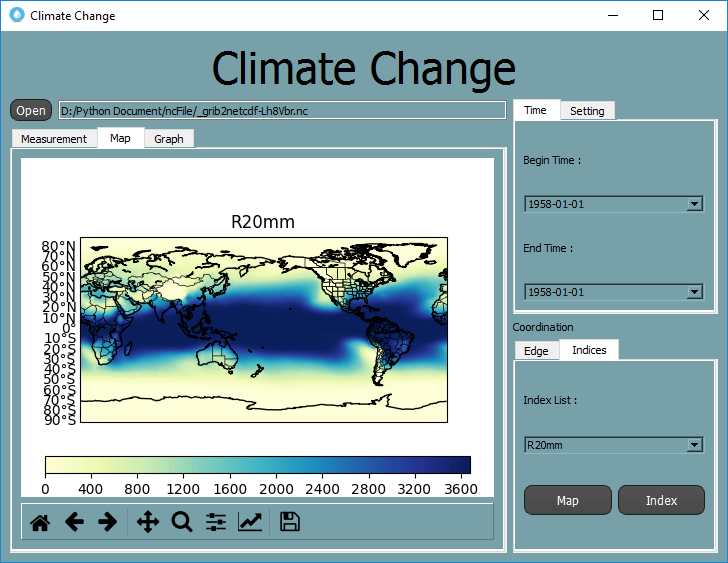 Climate Change
Climate Change
Open
D:/Python Document/ncFile/_grib2netcdf-Lh8Vbr.nc
Measurement Map Graph
R20mm
80°N
70°N
60°N
50°N
40°N
30°N
20°N
10°N
0°
10°S
20°S
30°S
40°S
50°S
60°S
70°S
80°S
90°S
0 400 800 1200 1600 2000 2400 2800 3200 3600
Time Setting
Begin Time :
1958-01-01
End Time :
1958-01-01
Coordination
Edge Indices
Index List :
R20mm
Map Index